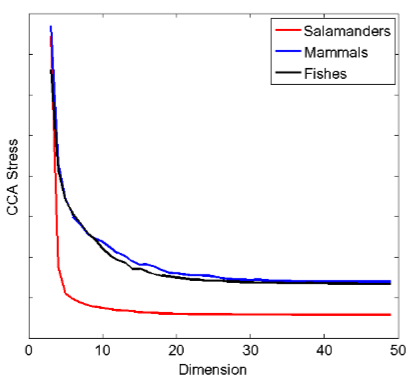 Salamanders
Mammals
Fishes
CCA Stress
0 10 20 30 40 50
Dimension